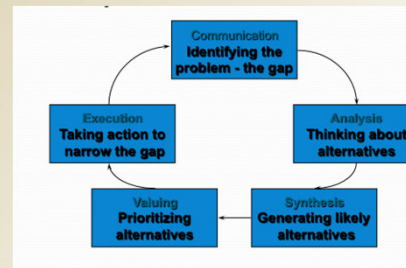 Communication
Identifying the
problem - the gap
Analysis
Thinking about
alternatives
Synthesis
Generating likely
alternatives
Valuing
Prioritizing
alternatives
Execution
Taking action to
narrow the gap